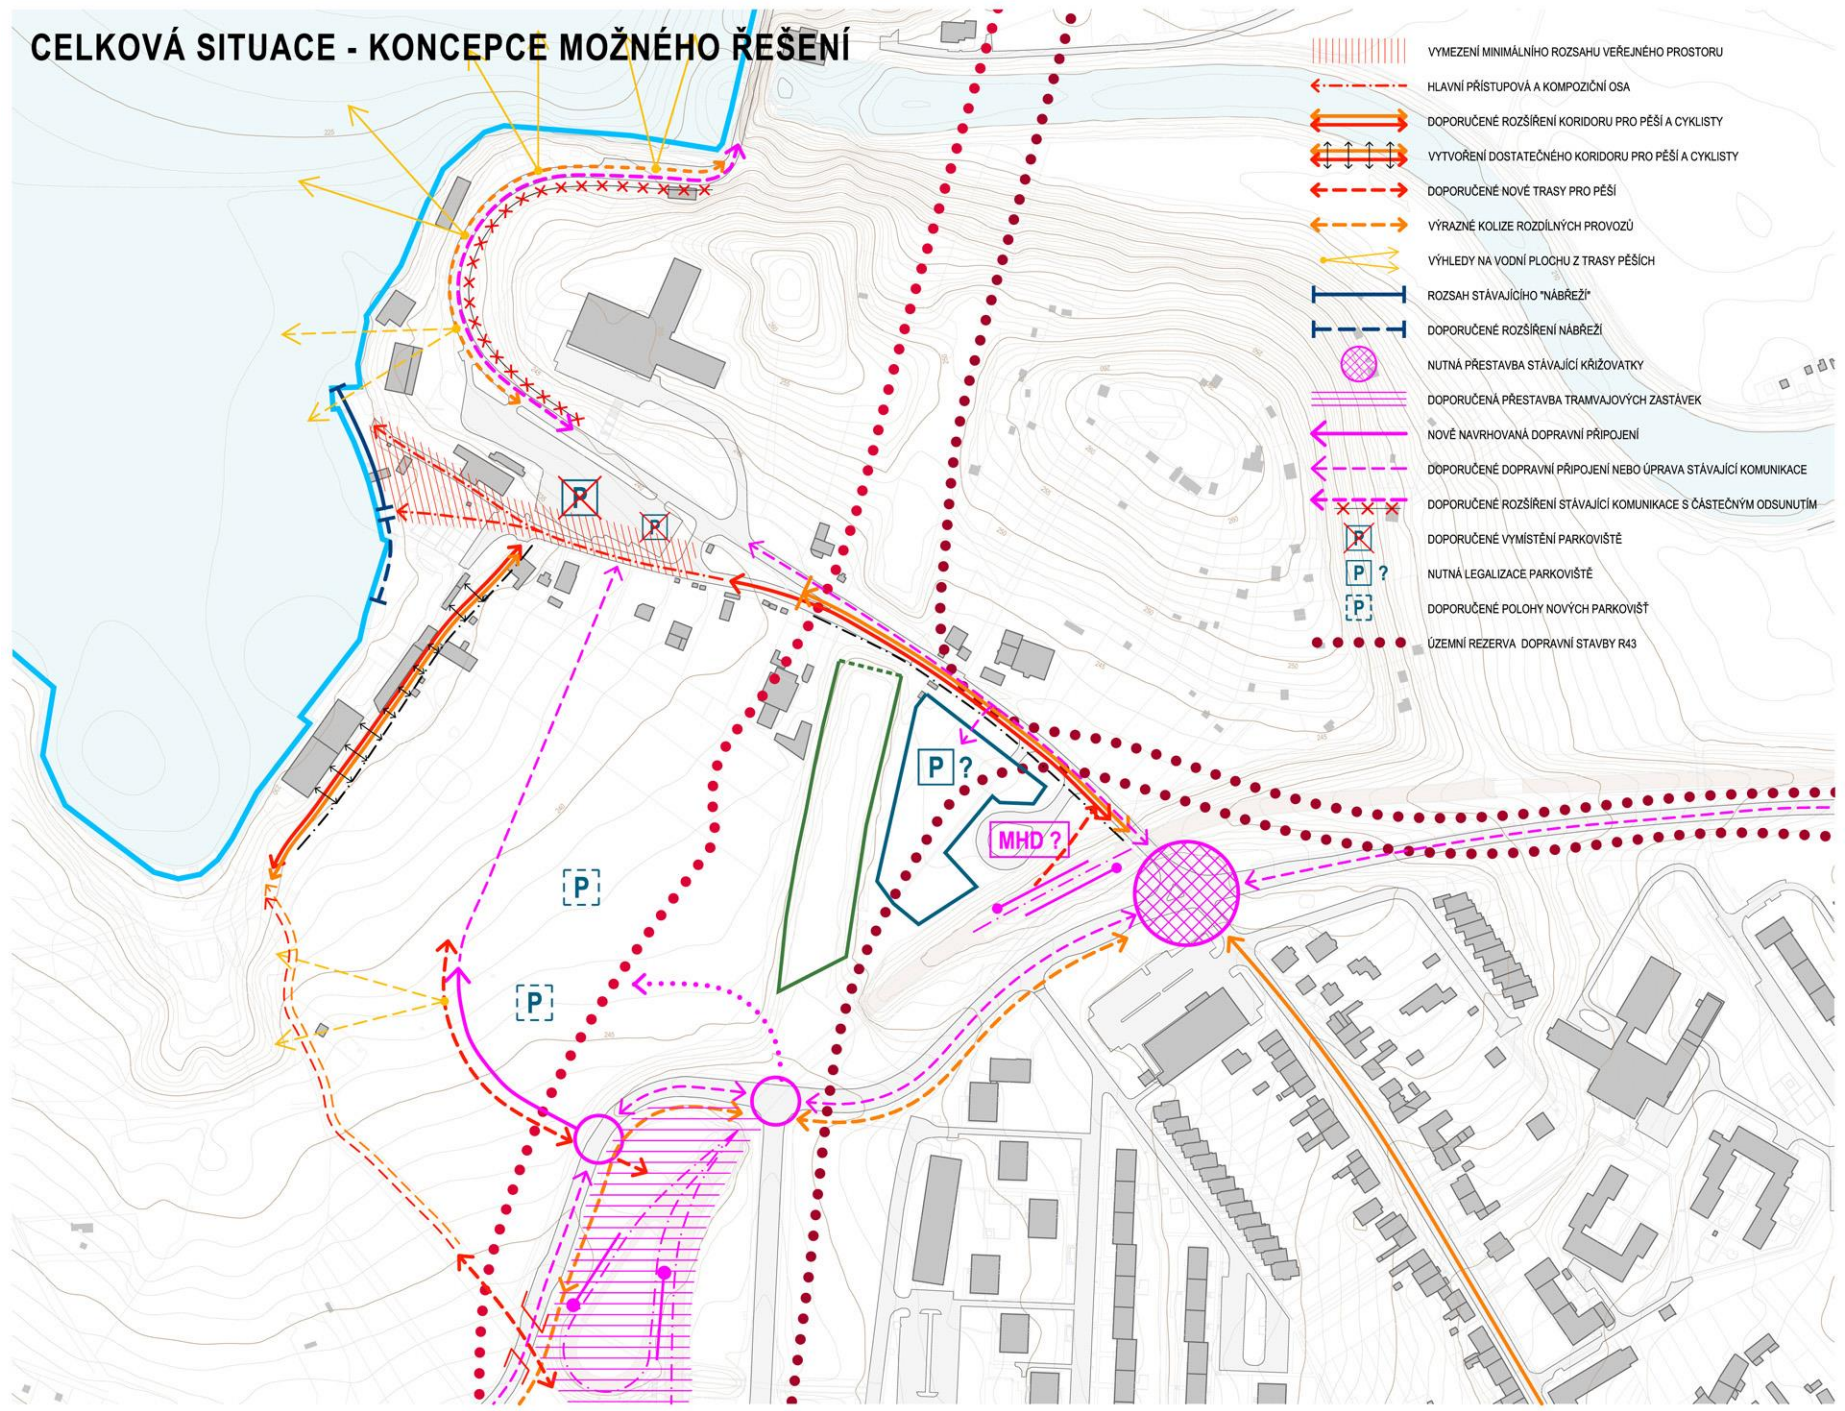 CELKOVÁ SITUACE - KONCEPCE MOŽNÉHO ŘEŠENÍ
VYMEZENÍ MINIMÁLNÍHO ROZSAHU VEŘEJNÉHO PROSTORU
HLAVNÍ PŘÍSTUPOVÁ A KOMPOZIČNÍ OSA
DOPORUČENÉ ROZŠÍŘENÍ KORIDORU PRO PĚŠÍ A CYKLISTY
VYTVOŘENÍ DOSTATEČNÉHO KORIDORU PRO PĚŠÍ A CYKLISTY
DOPORUČENÉ NOVÉ TRASY PRO PĚŠÍ
VÝRAZNÉ KOLIZE ROZDÍLNÝCH PROVOZŮ
VÝHLEDY NA VODNÍ PLOCHU Z TRASY PĚŠÍCH
ROZSAH STÁVAJÍCÍHO "NÁBŘEŽÍ"
DOPORUČENÉ ROZŠÍŘENÍ NÁBŘEŽÍ
NUTNÁ PŘESTAVBA STÁVAJÍCÍ KŘIŽOVATKY
DOPORUČENÁ PŘESTAVBA TRAMVAJOVÝCH ZASTÁVEK
NOVĚ NAVRHOVANÁ DOPRAVNÍ PŘIPOJENÍ
DOPORUČENÉ DOPRAVNÍ PŘIPOJENÍ NEBO ÚPRAVA STÁVAJÍCÍ KOMUNIKACE
DOPORUČENÉ ROZŠÍŘENÍ STÁVAJÍCÍ KOMUNIKACE S ČÁSTEČNÝM ODSUNUTÍM
P DOPORUČENÉ VYMÍSTĚNÍ PARKOVIŠTĚ
P ? NUTNÁ LEGALIZACE PARKOVIŠTĚ
P DOPORUČENÉ POLOHY NOVÝCH PARKOVIŠŤ
ÚZEMNÍ REZERVA DOPRAVNÍ STAVBY R43
P
P
P ?
MHD ?
P
P